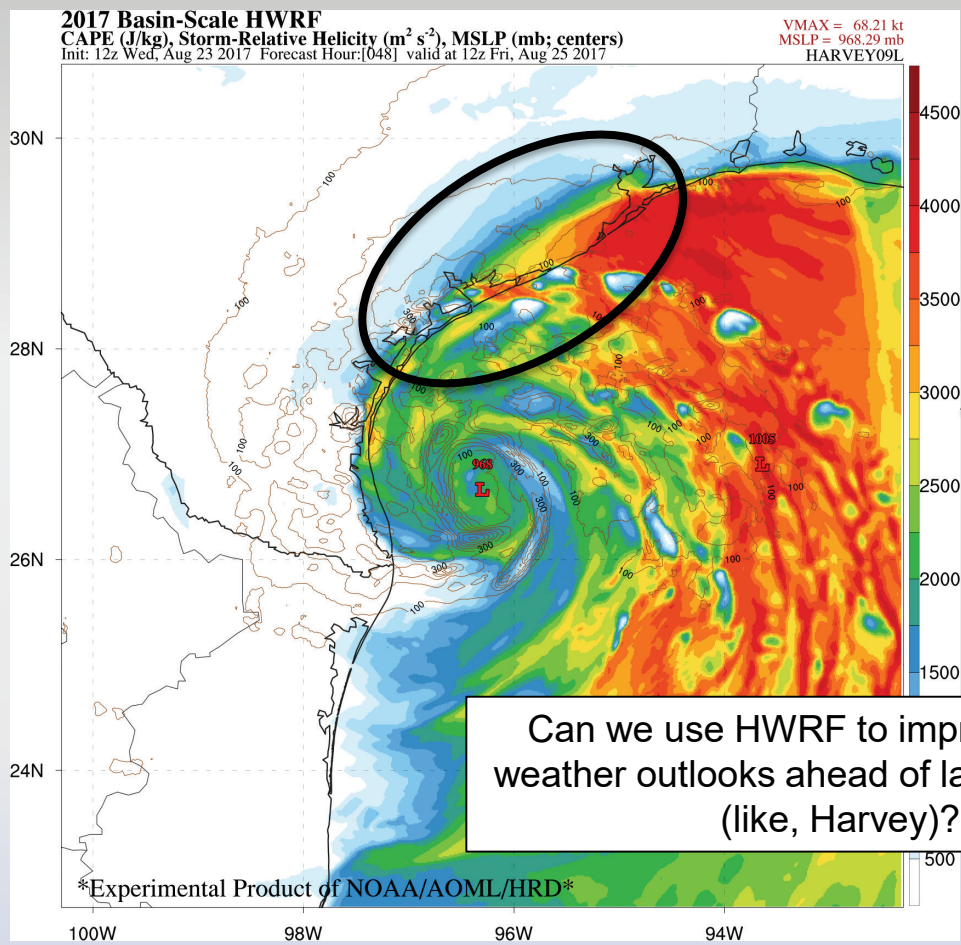 2017 Basin-Scale HWRF
CAPE (J/kg), Storm-Relative Helicity (m² s⁻²), MSLP (mb; centers)
Init: 12z Wed, Aug 23 2017 Forecast Hour:[048] valid at 12z Fri, Aug 25 2017
VMAX = 68.21 kt
MSLP = 968.29 mb
HARVEY09L
30N
28N
26N
24N
100W
98W
96W
94W
4500
4000
3500
3000
2500
2000
1500
500
968
L
1005
L
100
300
Can we use HWRF to
weather outlooks ahead of
(like, Harvey)?
*Experimental Product of NOAA/AOML/HRD*